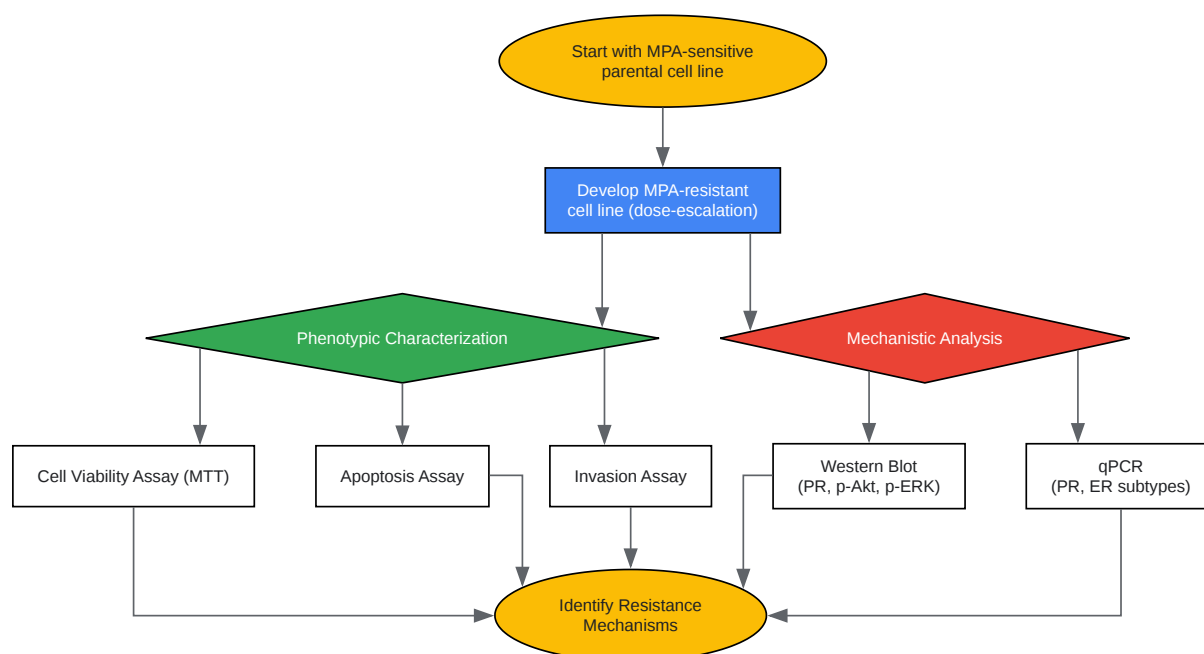 Start with MPA-sensitive
parental cell line
Develop MPA-resistant
cell line (dose-escalation)
Phenotypic Characterization
Mechanistic Analysis
Cell Viability Assay (MTT)
Apoptosis Assay
Invasion Assay
Western Blot
(PR, p-Akt, p-ERK)
qPCR
(PR, ER subtypes)
Identify Resistance
Mechanisms